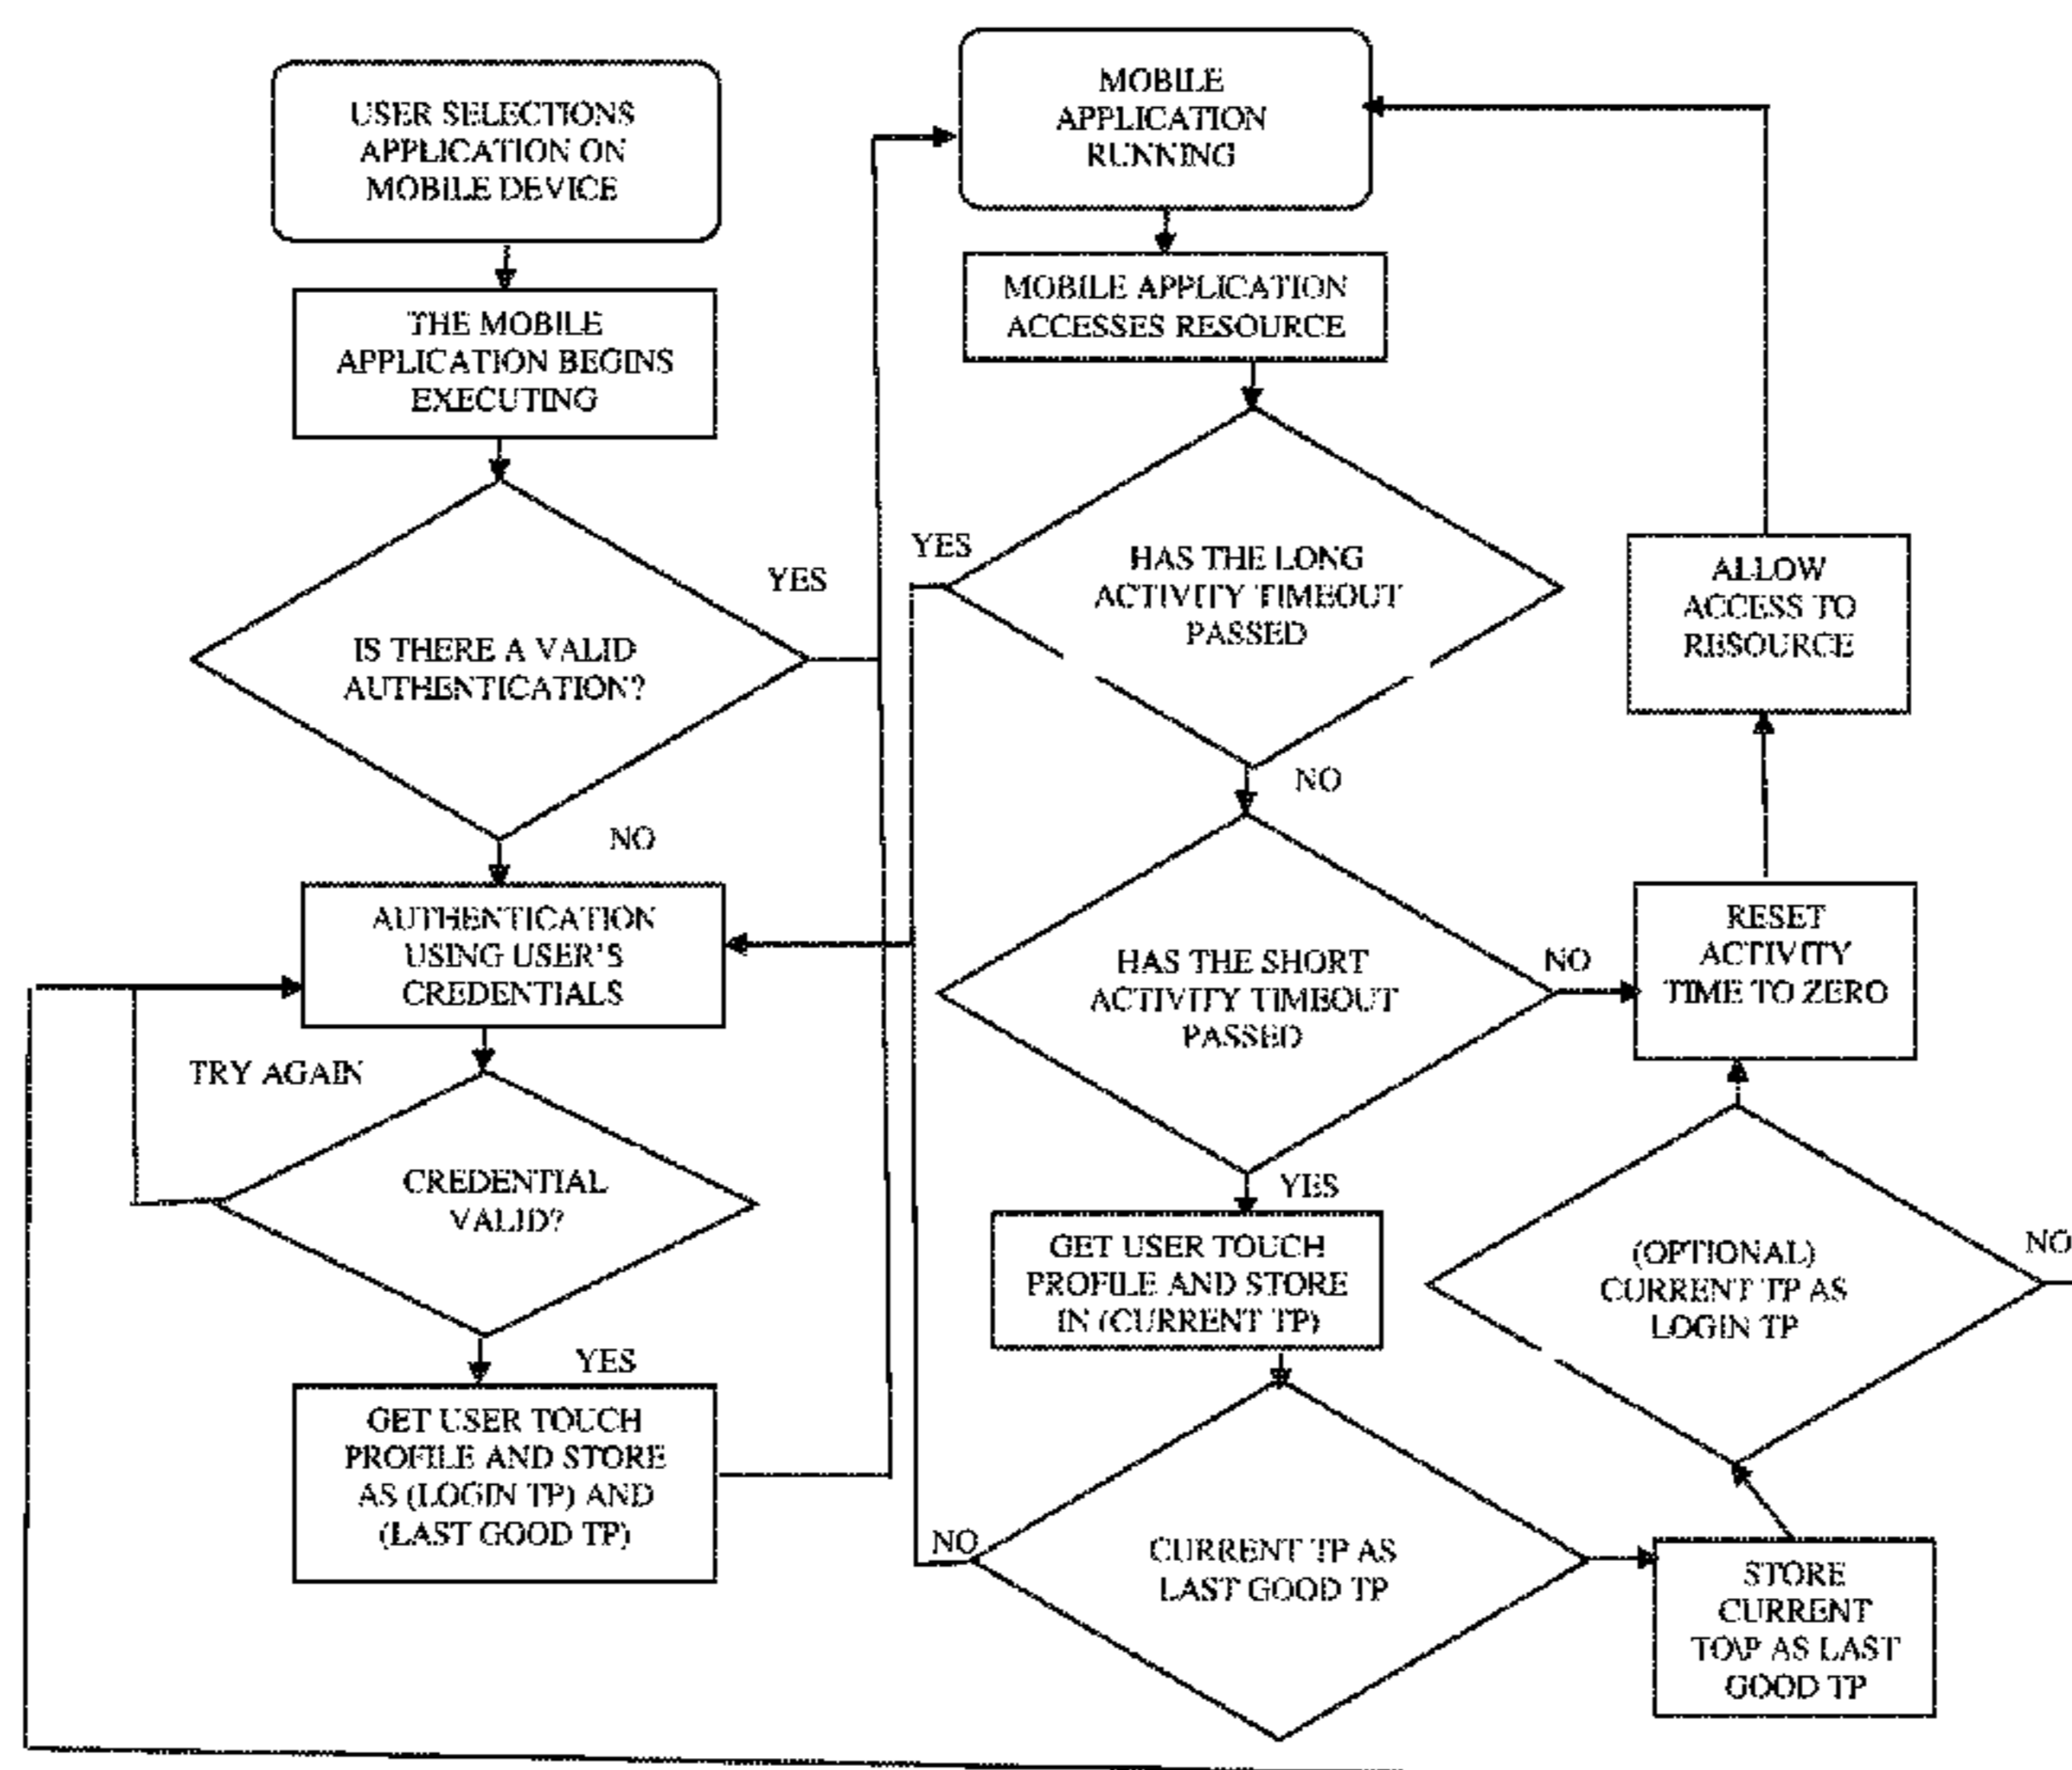 USER SELECTIONS
APPLICATION ON
MOBILE DEVICE
THE MOBILE
APPLICATION BEGINS
EXECUTING
IS THERE A VALID
AUTHENTICATION?
YES
NO
AUTHENTICATION
USING USER'S
CREDENTIALS
TRY AGAIN
CREDENTIAL
VALID?
YES
GET USER TOUCH
PROFILE AND STORE
AS (LOGIN TP) AND
(LAST GOOD TP)
MOBILE
APPLICATION
RUNNING
MOBILE APPLICATION
ACCESSES RESOURCE
YES
HAS THE LONG
ACTIVITY TIMEOUT
PASSED
NO
HAS THE SHORT
ACTIVITY TIMEOUT
PASSED
NO
YES
GET USER TOUCH
PROFILE AND STORE
IN (CURRENT TP)
NO
CURRENT TP AS
LAST GOOD TP
ALLOW
ACCESS TO
RESOURCE
RESET
ACTIVITY
TIME TO ZERO
(OPTIONAL)
CURRENT TP AS
LOGIN TP
NO
STORE
CURRENT
TO\P AS LAST
GOOD TP